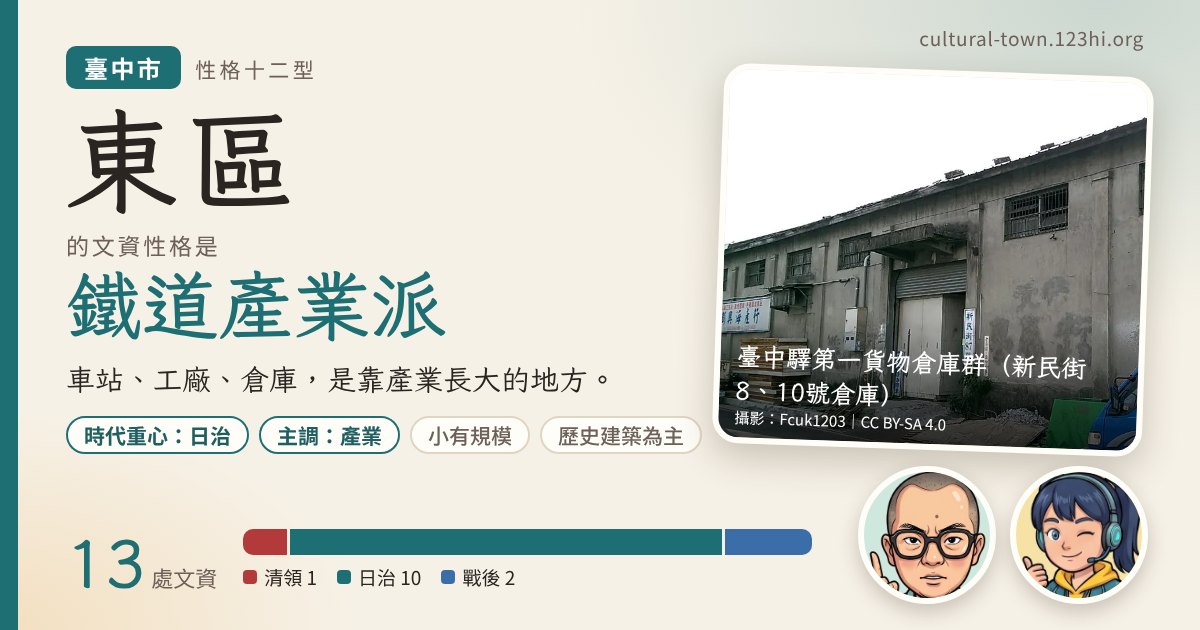 臺中市 性格十二型
cultural-town.123hi.org
東區
的文資性格是
鐵道產業派
車站、工廠、倉庫，是靠產業長大的地方。
時代重心：日治 主調：產業 小有規模 歷史建築為主
新民街
臺中驛第一貨物倉庫群（新民街
8、10號倉庫）
攝影：Fcuk1203｜CC BY-SA 4.0
13 處文資
清領 1 日治 10 戰後 2